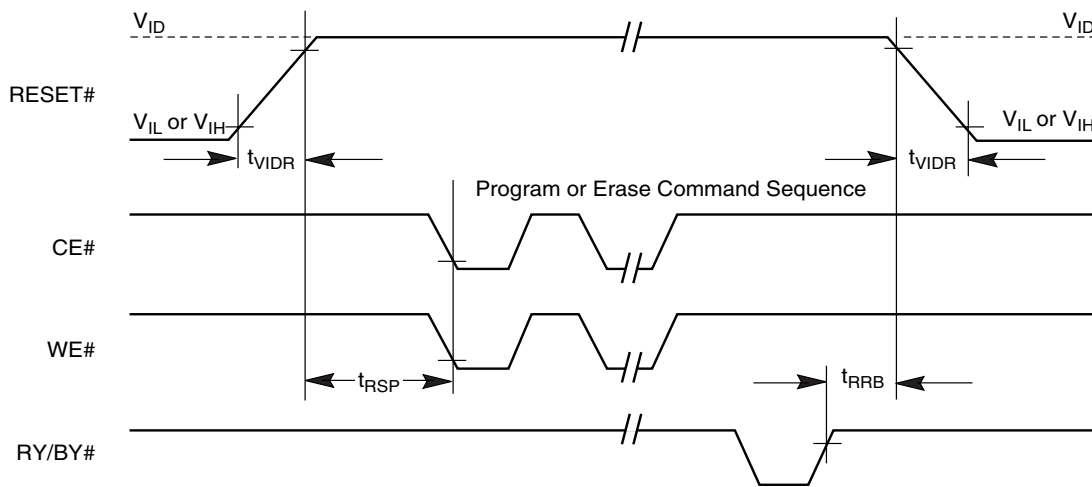 V_ID V_ID
RESET#
V_IL or V_IH V_IL or V_IH
t_VIDR t_VIDR
Program or Erase Command Sequence
CE#
WE#
t_RSP t_RRB
RY/BY#